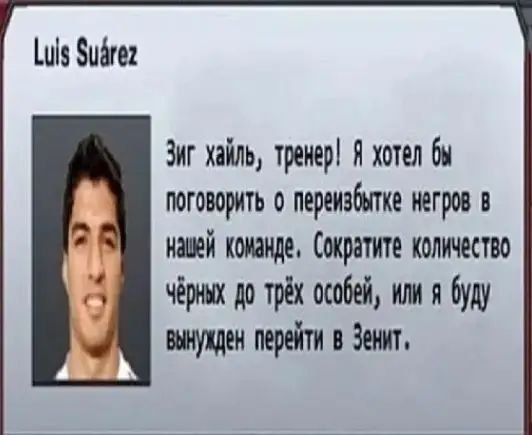 Luis Suárez
Зиг хайль, тренер! Я хотел бы
поговорить о переизбытке негров в
нашей команде. Сократите количество
чёрных до трёх особей, или я буду
вынужден перейти в Зенит.